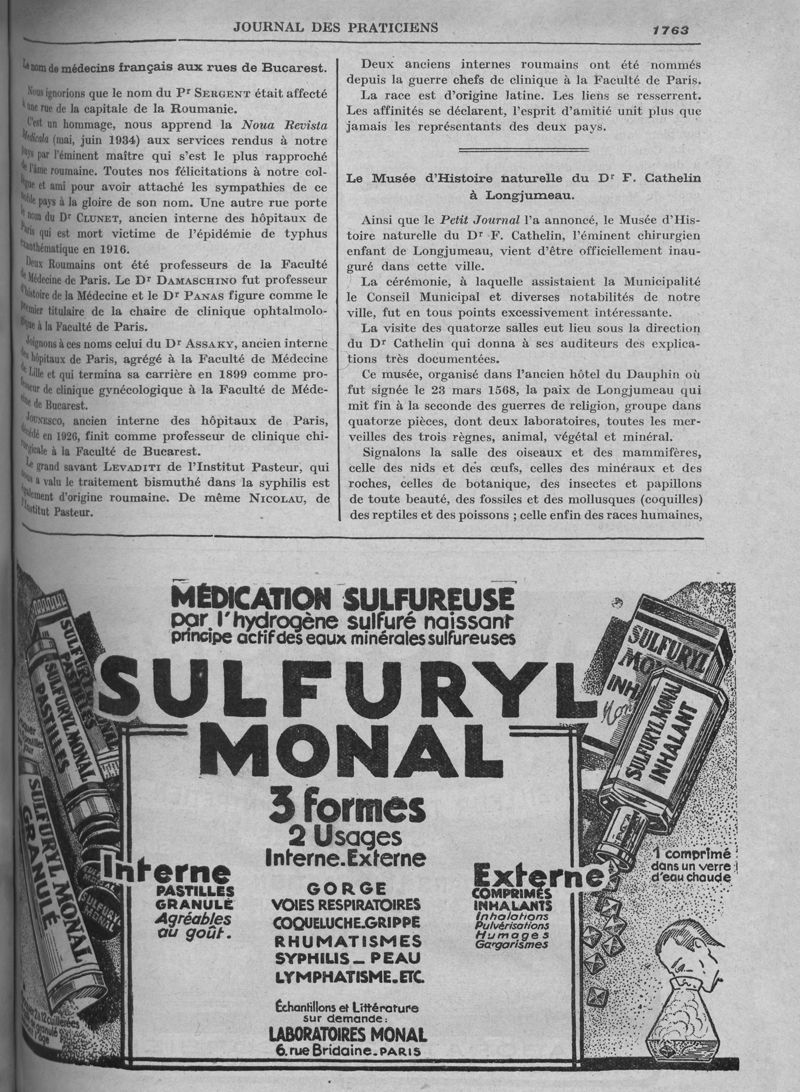 JOURNAL DES PRATICIENS
1763
Le nom de médecins français aux rues de Bucarest.
Nous ignorions que le nom du Pr SERGENT était affecté
à une rue de la capitale de la Roumanie.
C'est un hommage, nous apprend la Noua Revista
Medicala (mai, juin 1934) aux services rendus à notre
pays par l'éminent maître qui s'est le plus rapproché
de l'âme roumaine. Toutes nos félicitations à notre col-
lègue et ami pour avoir attaché les sympathies de ce
noble pays à la gloire de son nom. Une autre rue porte
le nom du Dr CLUNET, ancien interne des hôpitaux de
Paris qui est mort victime de l'épidémie de typhus
exanthématique en 1916.
Deux Roumains ont été professeurs de la Faculté
de Médecine de Paris. Le Dr DAMASCHINO fut professeur
d'histoire de la Médecine et le Dr PANAS figure comme le
premier titulaire de la chaire de clinique ophtalmolo-
gique à la Faculté de Paris.
Joignons à ces noms celui du Dr ASSAKY, ancien interne
des hôpitaux de Paris, agrégé à la Faculté de Médecine
de Lille et qui termina sa carrière en 1899 comme pro-
fesseur de clinique gynécologique à la Faculté de Méde-
cine de Bucarest.
JOUNESCO, ancien interne des hôpitaux de Paris,
décédé en 1926, finit comme professeur de clinique chi-
rurgicale à la Faculté de Bucarest.
Le grand savant LEVADITI de l'Institut Pasteur, qui
nous a valu le traitement bismuthé dans la syphilis est
également d'origine roumaine. De même NICOLAU, de
l'Institut Pasteur.
Deux anciens internes roumains ont été nommés
depuis la guerre chefs de clinique à la Faculté de Paris.
La race est d'origine latine. Les liens se resserrent.
Les affinités se déclarent, l'esprit d'amitié unit plus que
jamais les représentants des deux pays.
Le Musée d'Histoire naturelle du Dr F. Cathelin
à Longjumeau.
Ainsi que le Petit Journal l'a annoncé, le Musée d'His-
toire naturelle du Dr F. Cathelin, l'éminent chirurgien
enfant de Longjumeau, vient d'être officiellement inau-
guré dans cette ville.
La cérémonie, à laquelle assistaient la Municipalité
le Conseil Municipal et diverses notabilités de notre
ville, fut en tous points excessivement intéressante.
La visite des quatorze salles eut lieu sous la direction
du Dr Cathelin qui donna à ses auditeurs des explica-
tions très documentées.
Ce musée, organisé dans l'ancien hôtel du Dauphin où
fut signée le 23 mars 1568, la paix de Longjumeau qui
mit fin à la seconde des guerres de religion, groupe dans
quatorze pièces, dont deux laboratoires, toutes les mer-
veilles des trois règnes, animal, végétal et minéral.
Signalons la salle des oiseaux et des mammifères,
celle des nids et des œufs, celles des minéraux et des
roches, celles de botanique, des insectes et papillons
de toute beauté, des fossiles et des mollusques (coquilles)
des reptiles et des poissons ; celle enfin des races humaines,
MÉDICATION SULFUREUSE
par l'hydrogène sulfuré naissant
principe actif des eaux minérales sulfureuses
SULFURYL
MONAL
3 formes
2 Usages
Interne.Externe
Interne
PASTILLES
GRANULÉ
Agréables
au goût.
GORGE
VOIES RESPIRATOIRES
COQUELUCHE.GRIPPE
RHUMATISMES
SYPHILIS_PEAU
LYMPHATISME.ETC.
Externe
COMPRIMÉS
INHALANTS
Inhalations
Pulvérisations
Humages
Gargarismes
1 comprimé
dans un verre
d'eau chaude
Échantillons et Littérature
sur demande:
LABORATOIRES MONAL
6. rue Bridaine_PARIS
SULFURYL
PASTILLES
SULFURYL MONAL
PASTILLES
SULFURYL MONAL
GRANULÉ
SULFURYL
MO
INH
SULFURYL MONAL
INHALANT